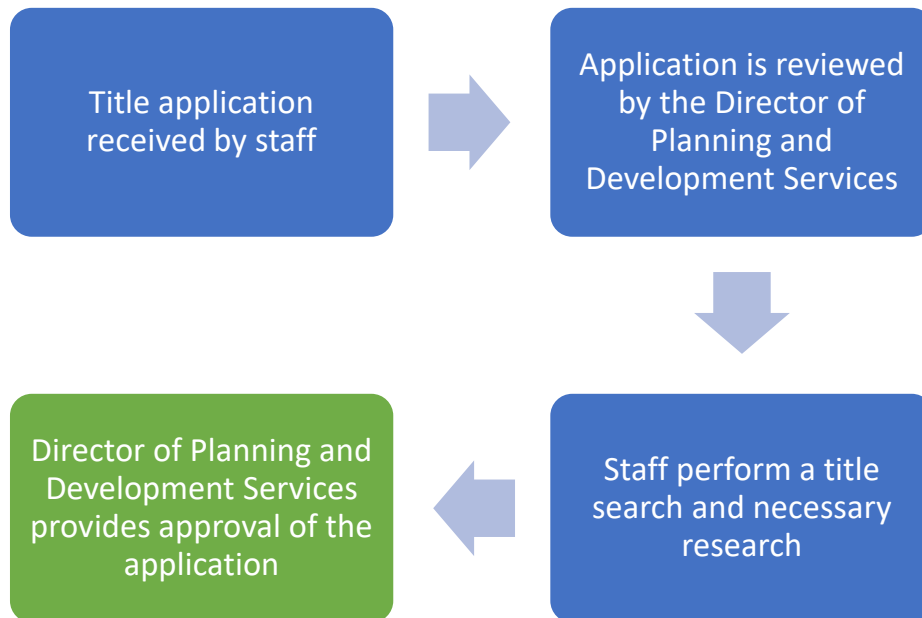 Title application
received by staff
Application is reviewed
by the Director of
Planning and
Development Services
Staff perform a title
search and necessary
research
Director of Planning and
Development Services
provides approval of the
application